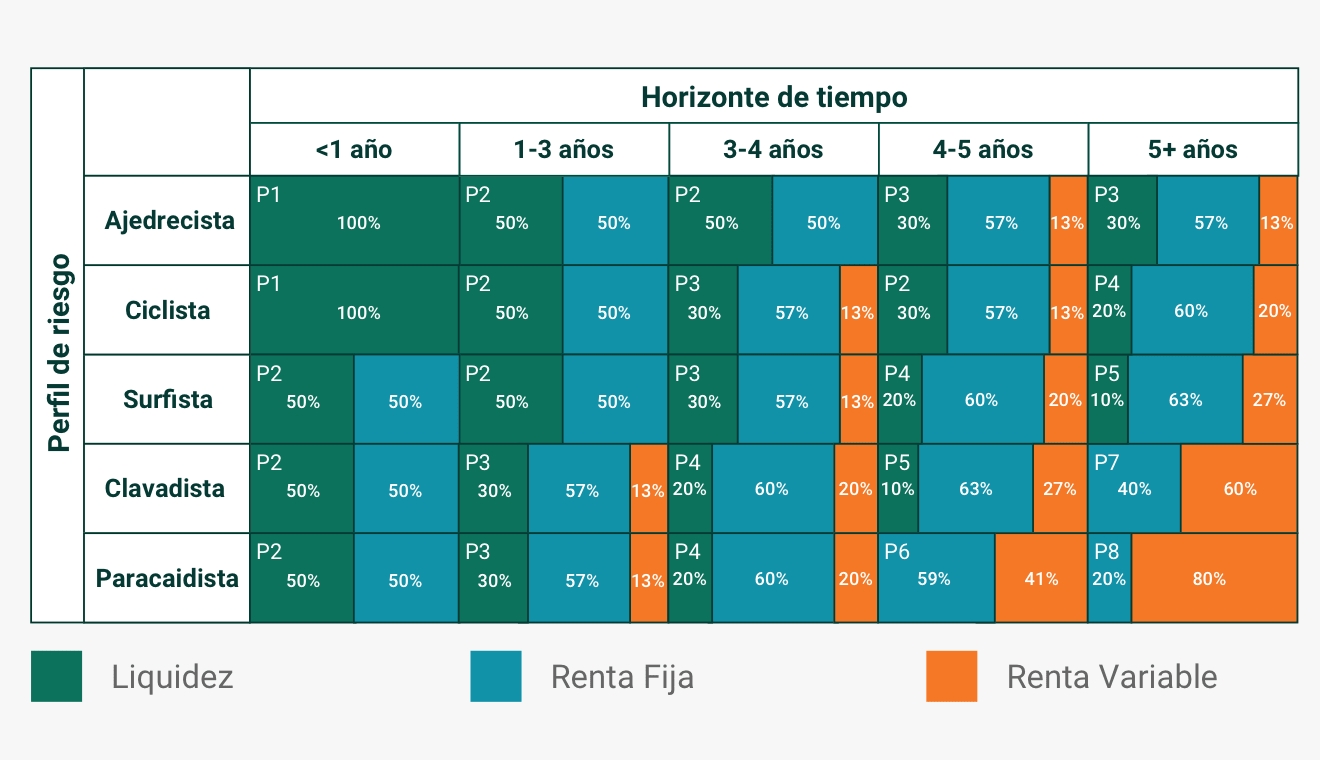 Horizonte de tiempo
<1 año 1-3 años 3-4 años 4-5 años 5+ años
Perfil de riesgo
Ajedrecista
P1 P2 P2 P3 P3
100% 50% 50% 50% 50% 30% 57% 13% 30% 57% 13%
Ciclista
P1 P2 P3 P2 P4
100% 50% 50% 30% 57% 13% 30% 57% 13% 20% 60% 20%
Surfista
P2 P2 P3 P4 P5
50% 50% 50% 50% 30% 57% 13% 20% 60% 20% 10% 63% 27%
Clavadista
P2 P3 P4 P5 P7
50% 50% 30% 57% 13% 20% 60% 20% 10% 63% 27% 40% 60%
Paracaidista
P2 P3 P4 P6 P8
50% 50% 30% 57% 13% 20% 60% 20% 59% 41% 20% 80%
Liquidez Renta Fija Renta Variable